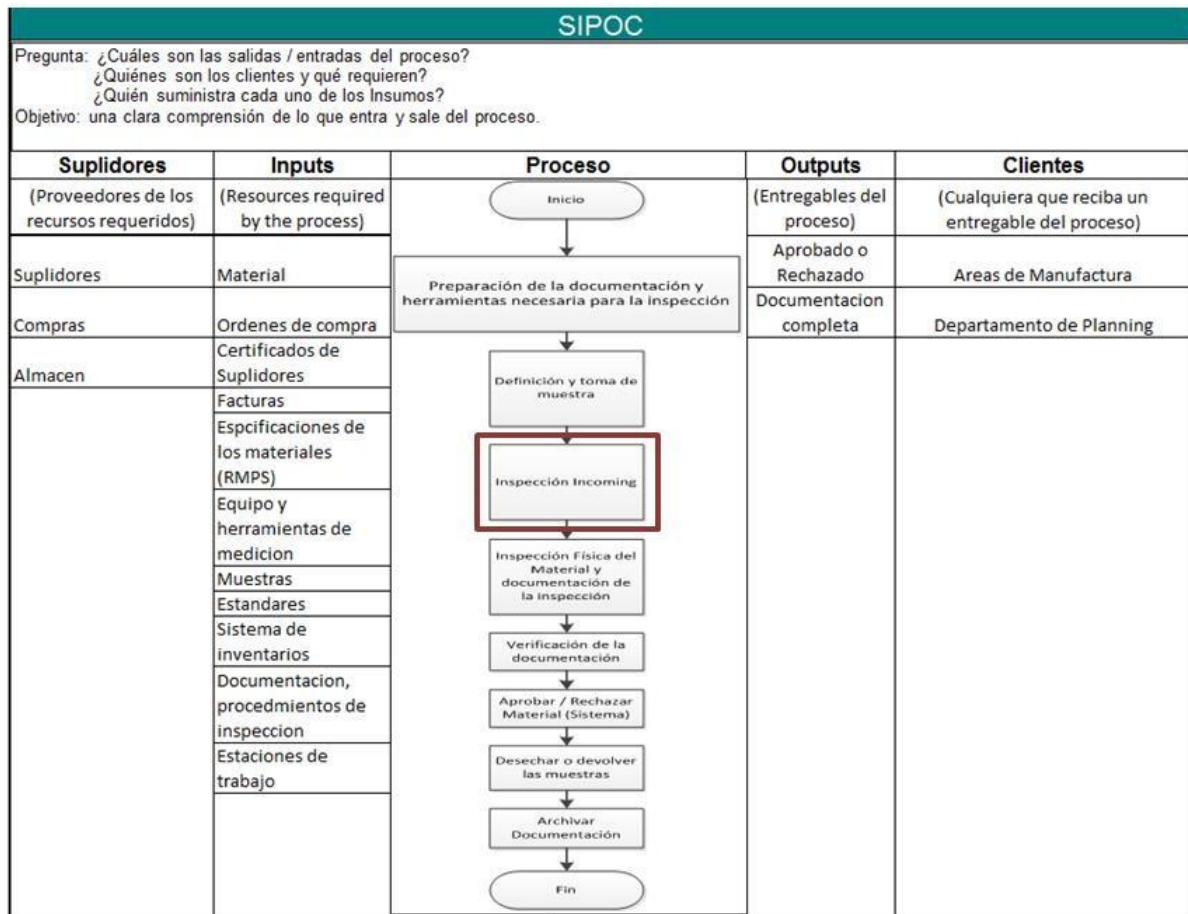 SIPOC
Pregunta: ¿Cuáles son las salidas / entradas del proceso?
¿Quiénes son los clientes y qué requieren?
¿Quién suministra cada uno de los Insumos?
Objetivo: una clara comprensión de lo que entra y sale del proceso.
Suplidores
(Proveedores de los
recursos requeridos)
Suplidores
Compras
Almacen
Inputs
(Resources required
by the process)
Material
Ordenes de compra
Certificados de
Suplidores
Facturas
Espcificaciones de
los materiales
(RMPS)
Equipo y
herramientas de
medicion
Muestras
Estandares
Sistema de
inventarios
Documentacion,
procedmientos de
inspeccion
Estaciones de
trabajo
Proceso
Inicio
Preparación de la documentación y
herramientas necesaria para la inspección
Definición y toma de
muestra
Inspección Incoming
Inspección Física del
Material y
documentación de
la inspección
Verificación de la
documentación
Aprobar / Rechazar
Material (Sistema)
Desechar o devolver
las muestras
Archivar
Documentación
Fin
Outputs
(Entregables del
proceso)
Aprobado o
Rechazado
Documentacion
completa
Clientes
(Cualquiera que reciba un
entregable del proceso)
Areas de Manufactura
Departamento de Planning